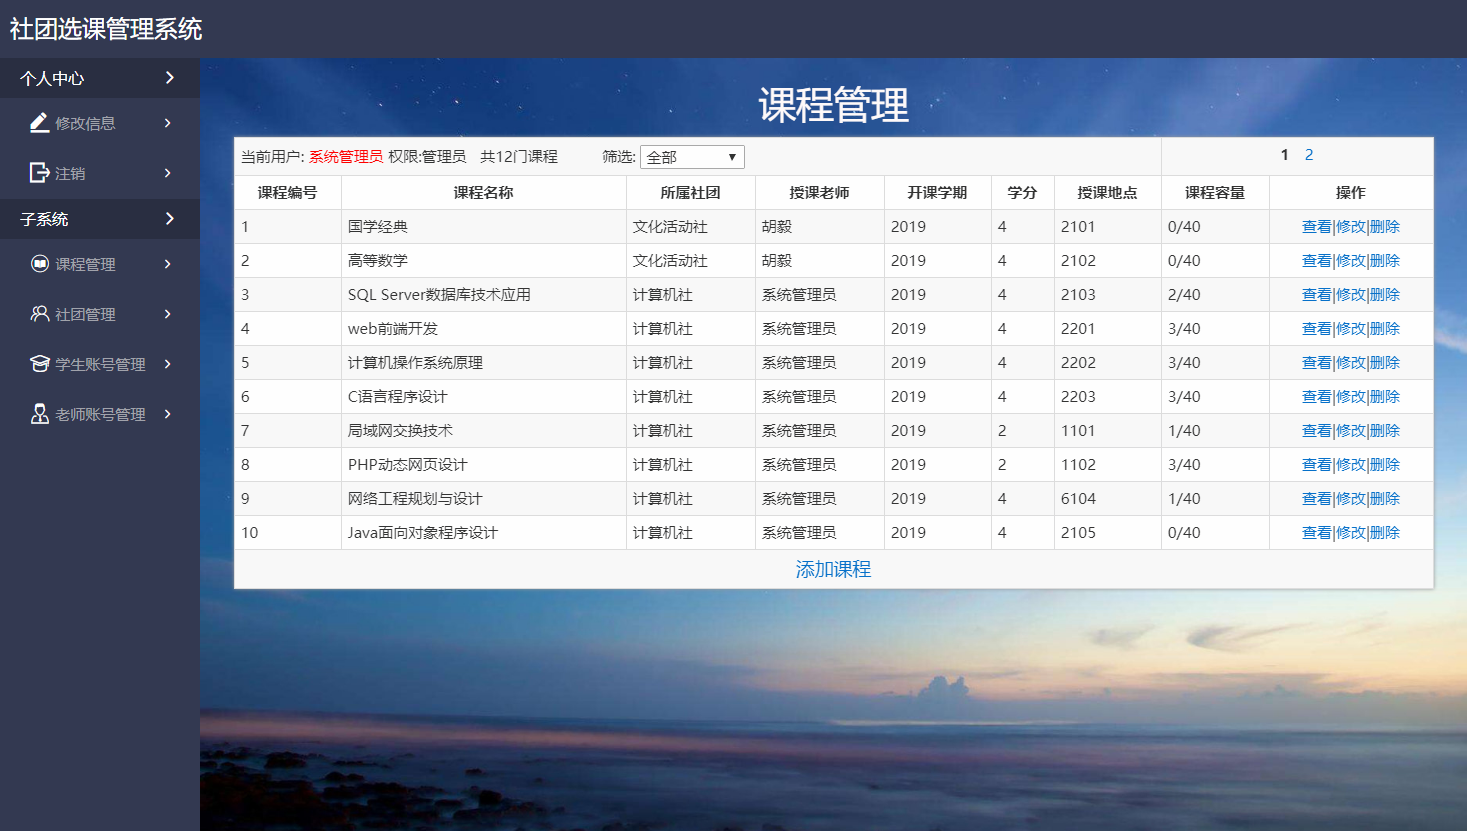 社团选课管理系统
个人中心
修改信息
注销
子系统
课程管理
社团管理
学生账号管理
老师账号管理
课程管理
当前用户: 系统管理员 权限:管理员 共12门课程 筛选: 全部 1 2
课程编号 课程名称 所属社团 授课老师 开课学期 学分 授课地点 课程容量 操作
1 国学经典 文化活动社 胡毅 2019 4 2101 0/40 查看|修改|删除
2 高等数学 文化活动社 胡毅 2019 4 2102 0/40 查看|修改|删除
3 SQL Server数据库技术应用 计算机社 系统管理员 2019 4 2103 2/40 查看|修改|删除
4 web前端开发 计算机社 系统管理员 2019 4 2201 3/40 查看|修改|删除
5 计算机操作系统原理 计算机社 系统管理员 2019 4 2202 3/40 查看|修改|删除
6 C语言程序设计 计算机社 系统管理员 2019 4 2203 3/40 查看|修改|删除
7 局域网交换技术 计算机社 系统管理员 2019 2 1101 1/40 查看|修改|删除
8 PHP动态网页设计 计算机社 系统管理员 2019 2 1102 3/40 查看|修改|删除
9 网络工程规划与设计 计算机社 系统管理员 2019 4 6104 1/40 查看|修改|删除
10 Java面向对象程序设计 计算机社 系统管理员 2019 4 2105 0/40 查看|修改|删除
添加课程